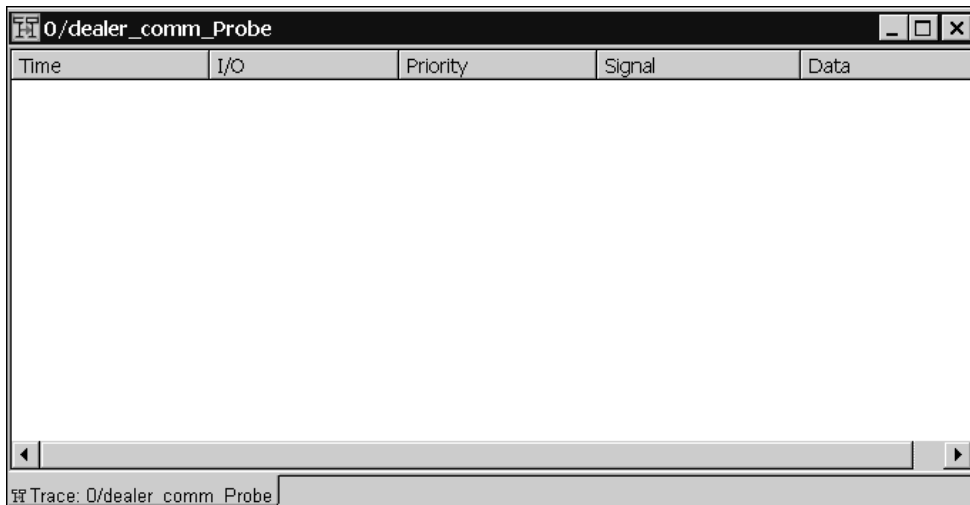 0/dealer_comm_Probe
Time I/O Priority Signal Data
Trace: 0/dealer_comm_Probe